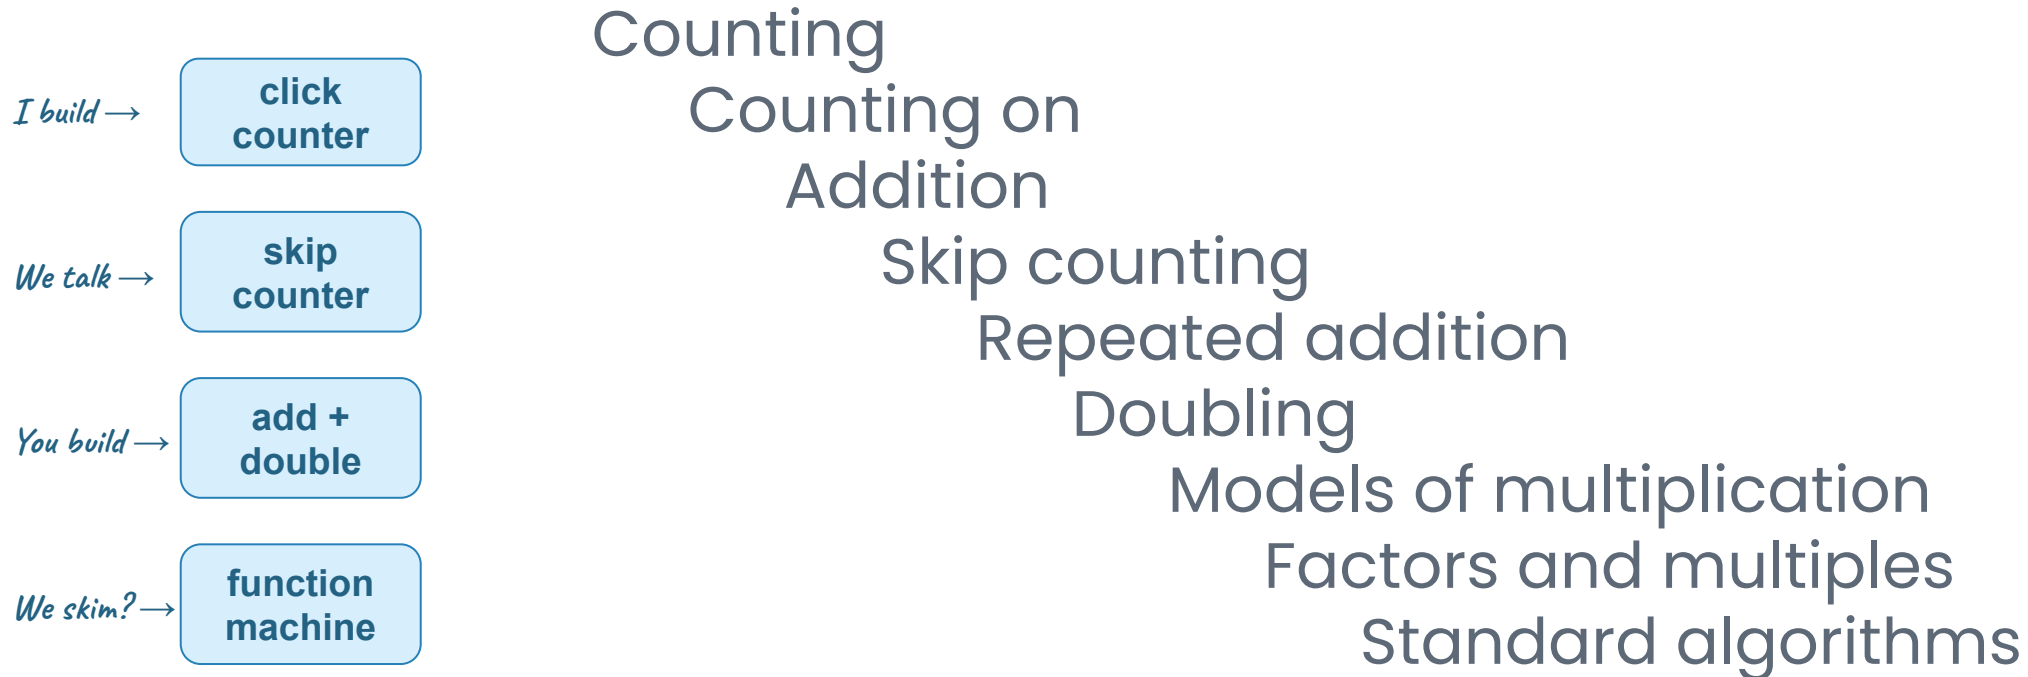 I build →
click
counter
We talk →
skip
counter
You build →
add +
double
We skim? →
function
machine
Counting
Counting on
Addition
Skip counting
Repeated addition
Doubling
Models of multiplication
Factors and multiples
Standard algorithms